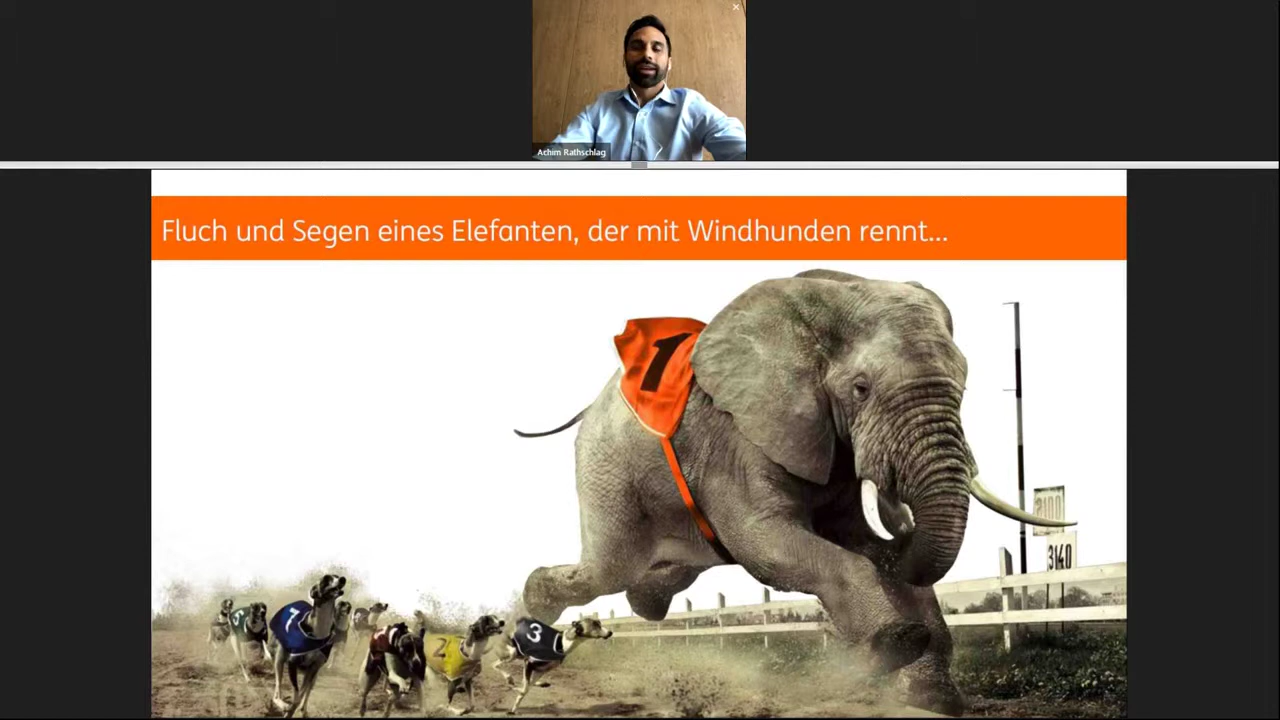 Achim Rathschlag
Fluch und Segen eines Elefanten, der mit Windhunden rennt...
1
3140
7
3
2